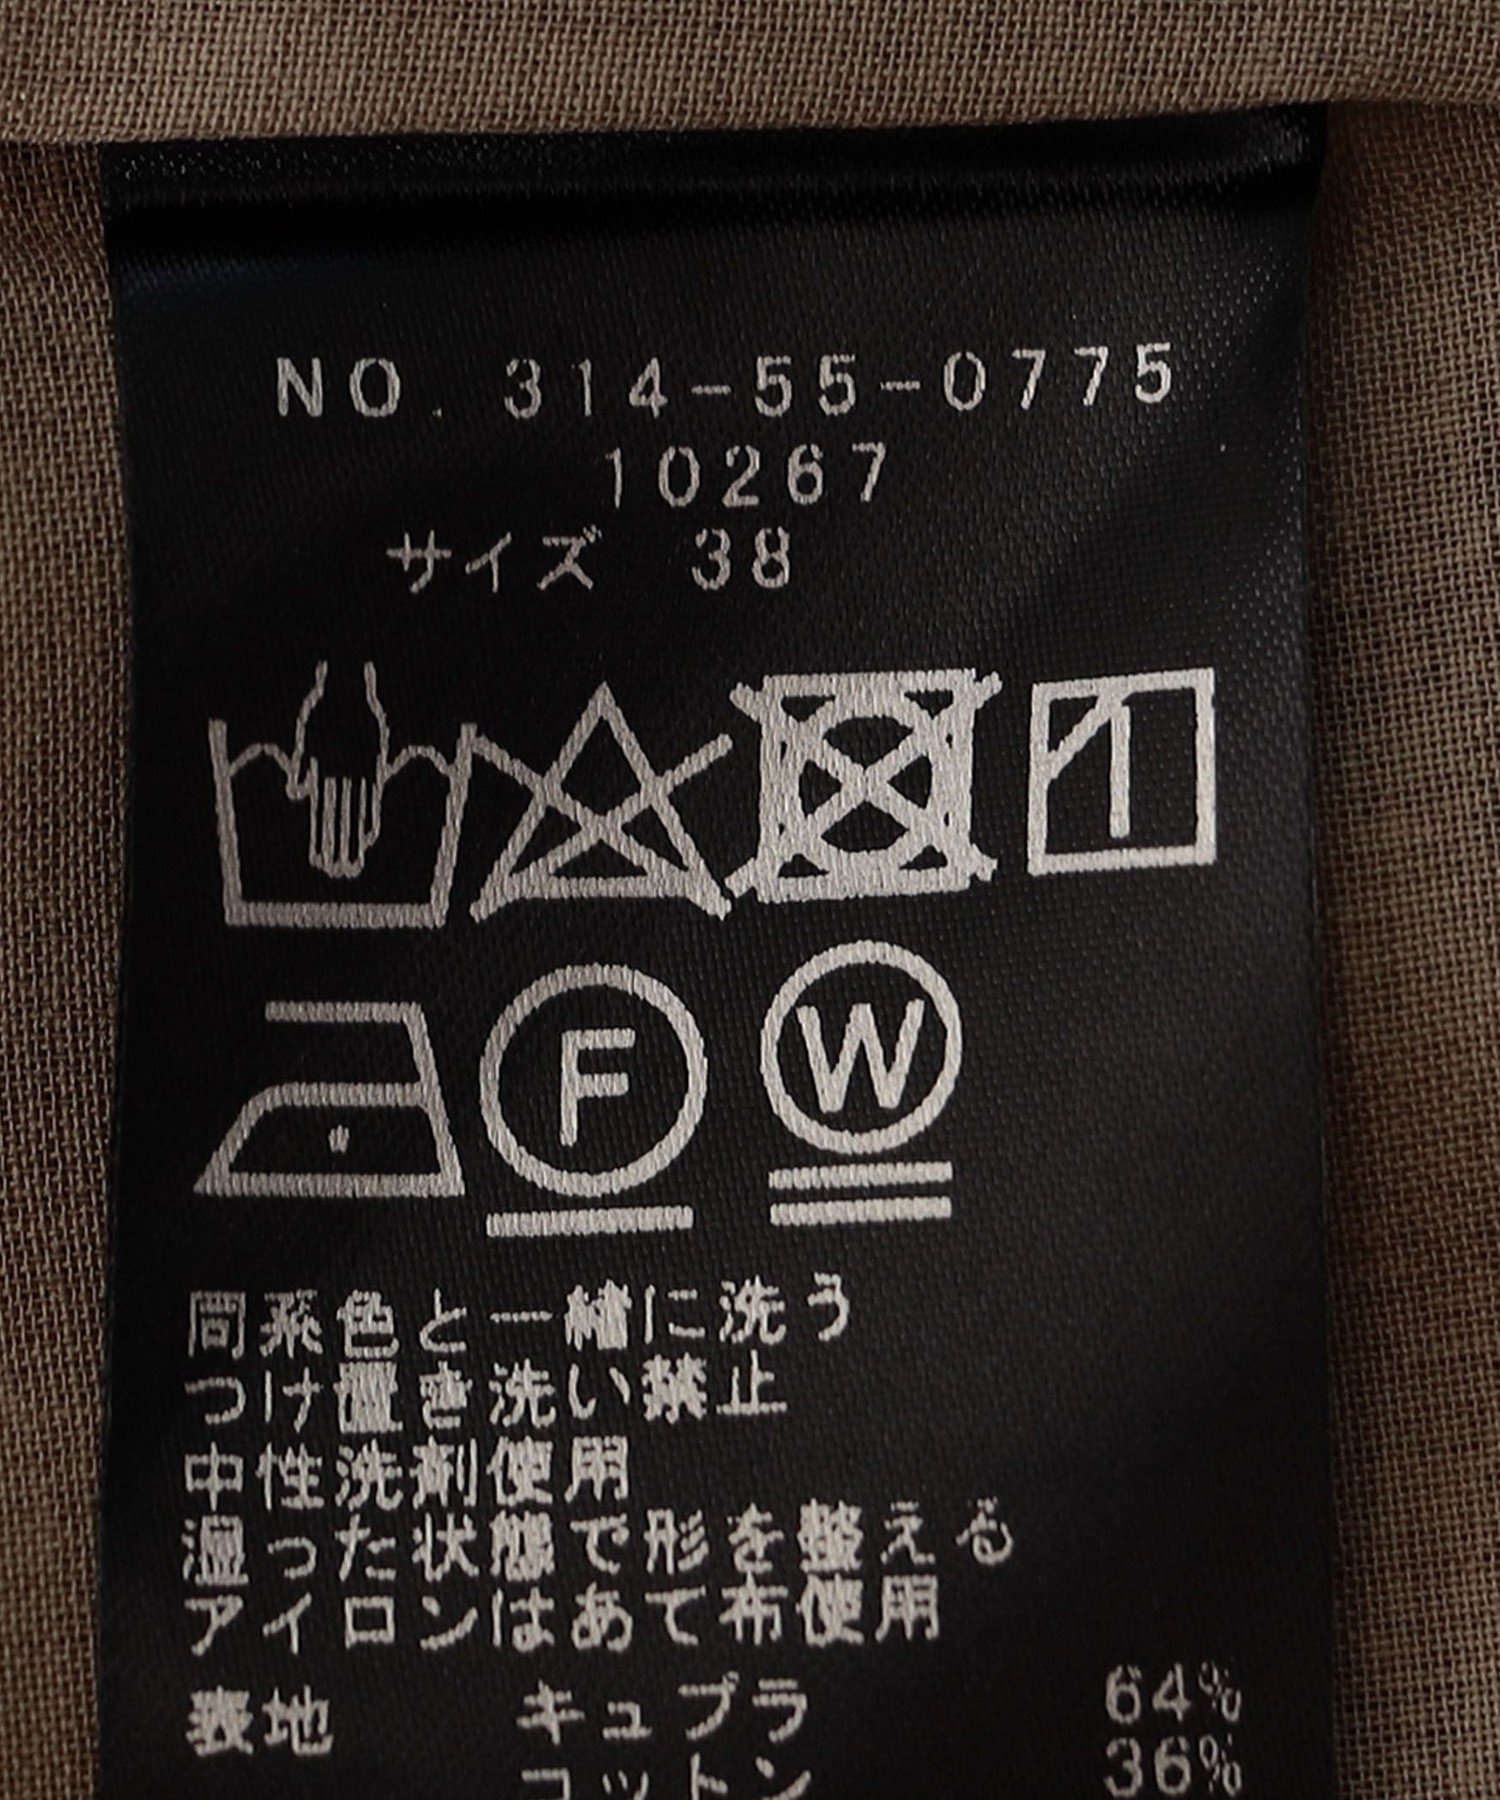 NO. 314-55-0775
10267
サイズ 38
F W
同系色と一緒に洗う
つけ置き洗い禁止
中性洗剤使用
湿った状態で形を整える
アイロンはあて布使用
表地 キュプラ 64%
コットン 36%